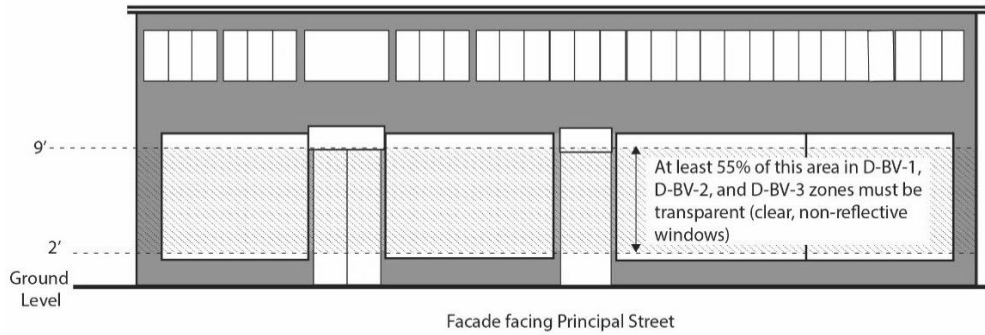 9'
At least 55% of this area in D-BV-1,
D-BV-2, and D-BV-3 zones must be
transparent (clear, non-reflective
windows)
2'
Ground
Level
Facade facing Principal Street